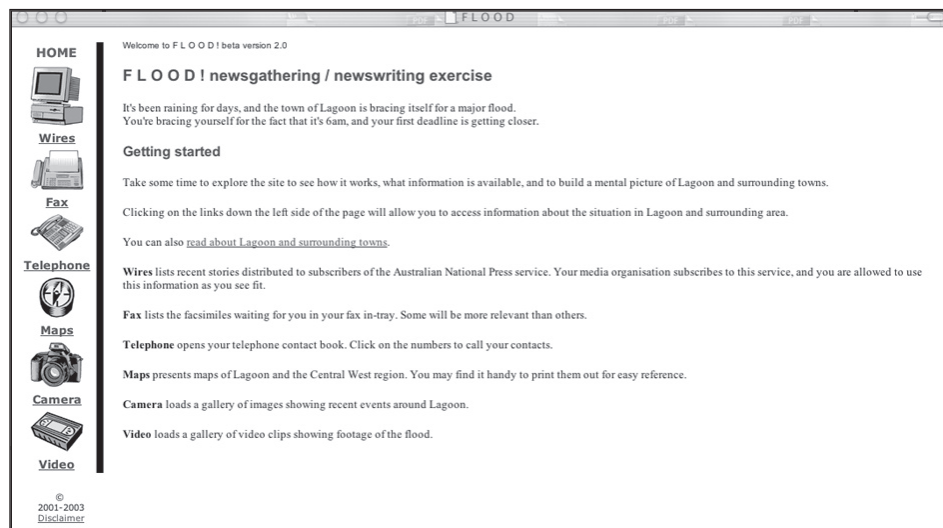 FLOOD
HOME
Wires
Fax
Telephone
Maps
Camera
Video
©
2001-2003
Disclaimer
Welcome to F L O O D ! beta version 2.0
F L O O D ! newsgathering / newswriting exercise
It's been raining for days, and the town of Lagoon is bracing itself for a major flood.
You're bracing yourself for the fact that it's 6am, and your first deadline is getting closer.
Getting started
Take some time to explore the site to see how it works, what information is available, and to build a mental picture of Lagoon and surrounding towns.
Clicking on the links down the left side of the page will allow you to access information about the situation in Lagoon and surrounding area.
You can also read about Lagoon and surrounding towns.
Wires lists recent stories distributed to subscribers of the Australian National Press service. Your media organisation subscribes to this service, and you are allowed to use
this information as you see fit.
Fax lists the facsimiles waiting for you in your fax in-tray. Some will be more relevant than others.
Telephone opens your telephone contact book. Click on the numbers to call your contacts.
Maps presents maps of Lagoon and the Central West region. You may find it handy to print them out for easy reference.
Camera loads a gallery of images showing recent events around Lagoon.
Video loads a gallery of video clips showing footage of the flood.